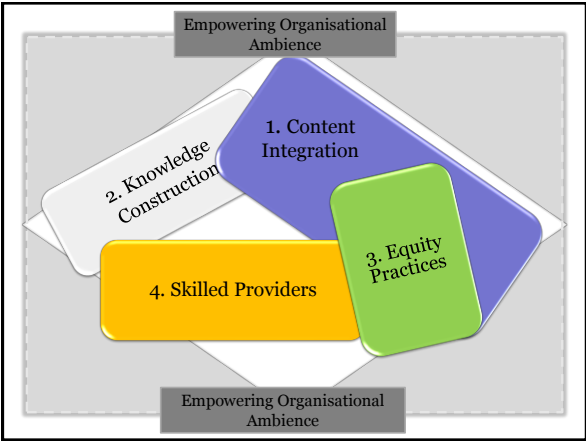 Empowering Organisational
Ambience
1. Content
Integration
2. Knowledge
Construction
3. Equity
Practices
4. Skilled Providers
Empowering Organisational
Ambience